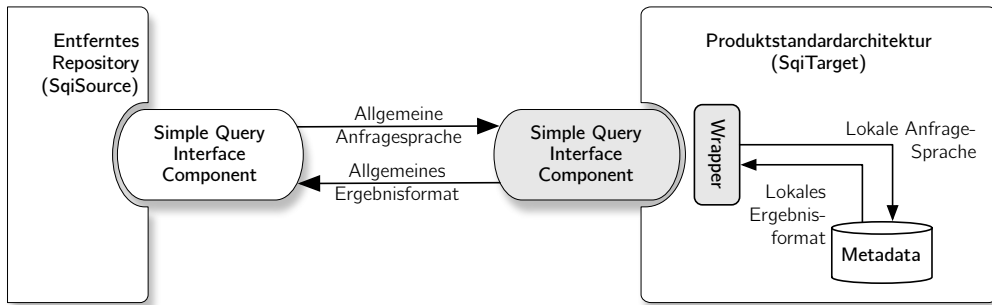 Entferntes
Repository
(SqiSource)
Simple Query
Interface
Component
Allgemeine
Anfragesprache
Allgemeines
Ergebnisformat
Simple Query
Interface
Component
Produktstandardarchitektur
(SqiTarget)
Wrapper
Lokale Anfrage-
Sprache
Lokales
Ergebnis-
format
Metadata